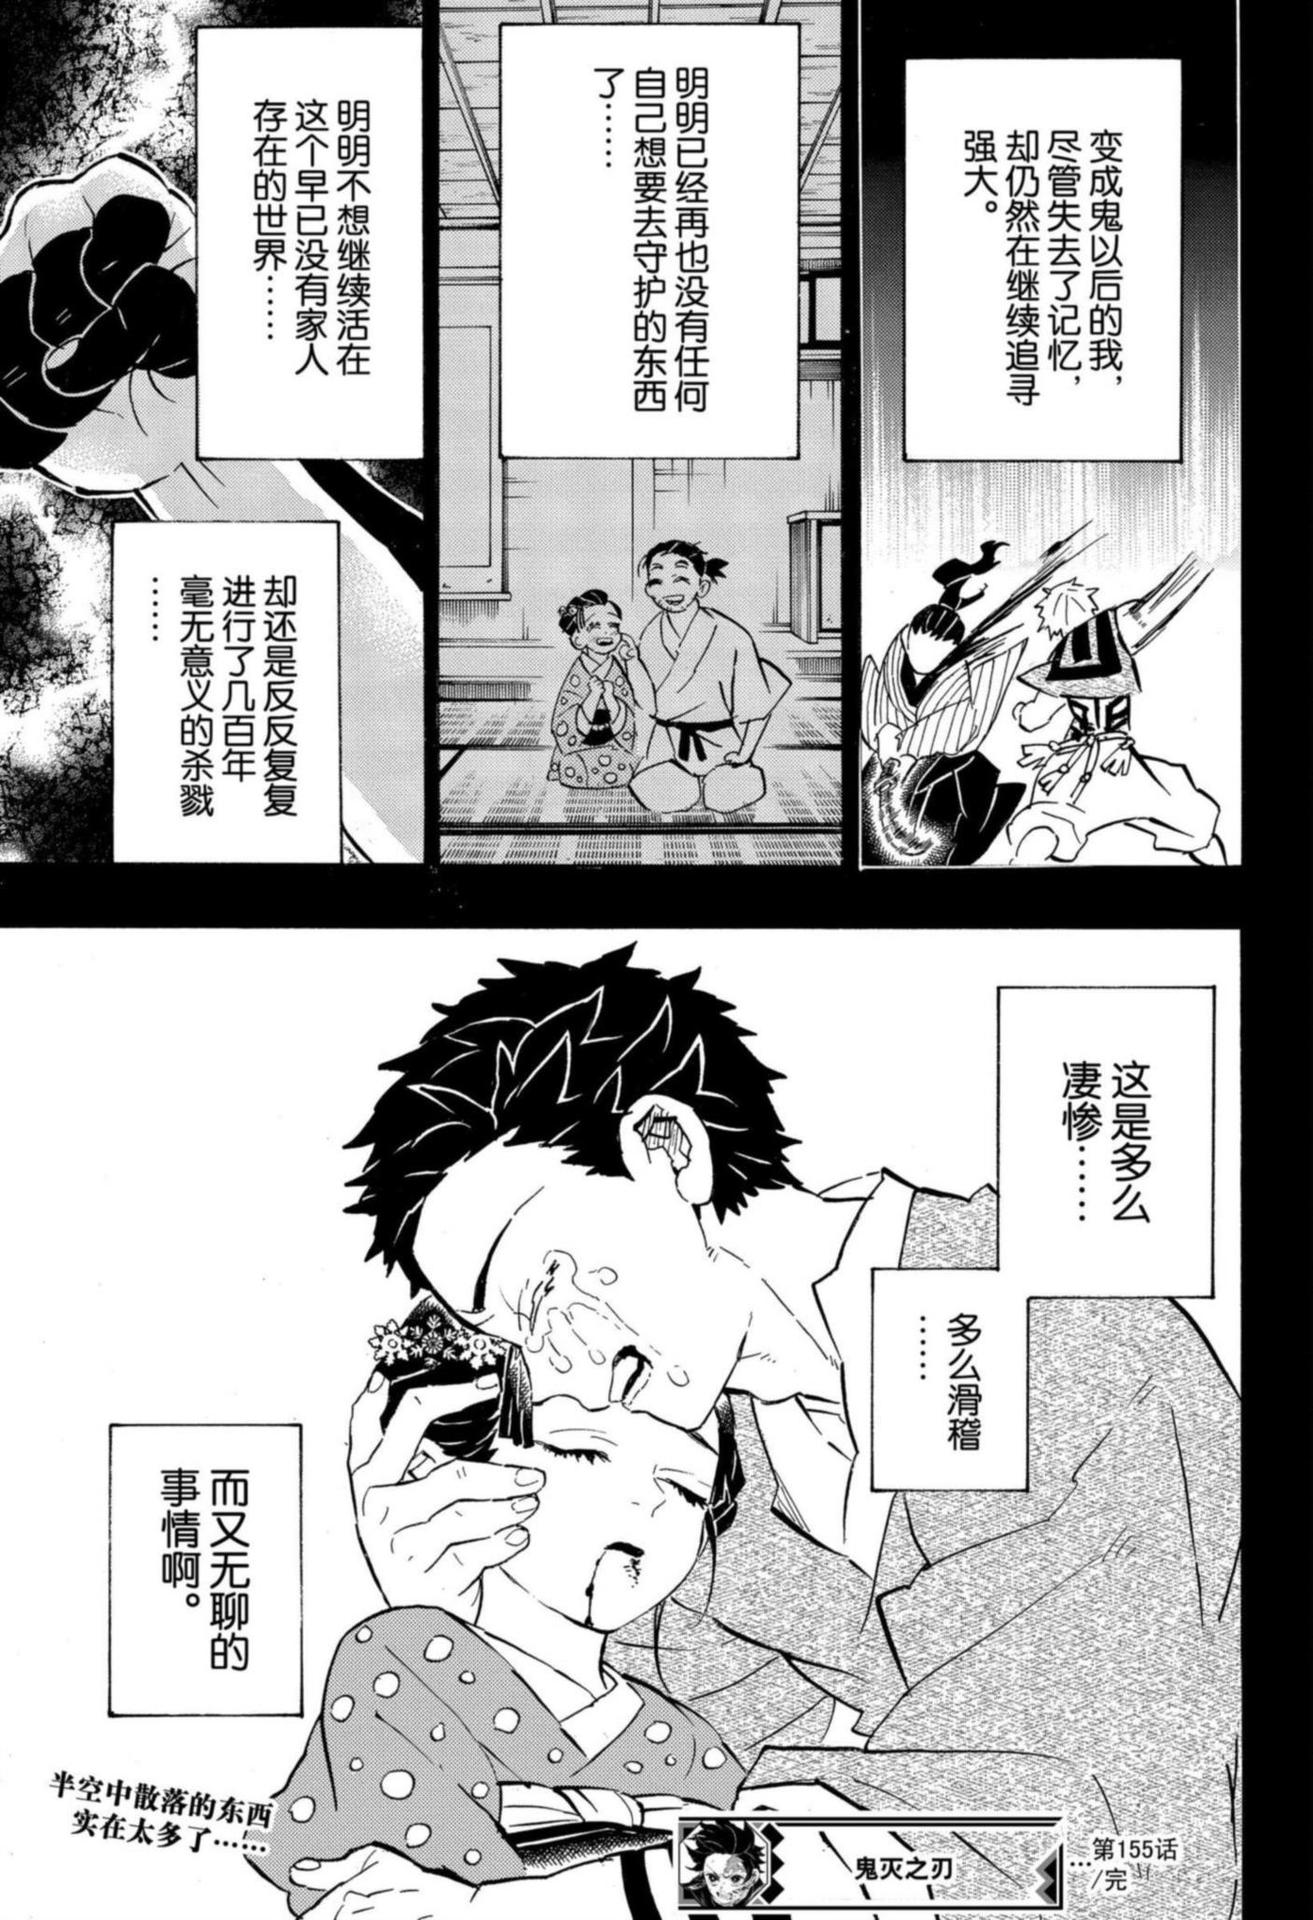 变成鬼以后的我，
尽管失去了记忆，
却仍然在继续追寻
强大。
明明已经再也没有任何
自己想要去守护的东西
了……
明明不想继续活在
这个早已没有家人
存在的世界……
却还是反反复复
进行了几百年
毫无意义的杀戮
……
这是多么
凄惨……
多么滑稽
……
而又无聊的
事情啊。
半空中散落的东西
实在太多了……
鬼灭之刃
…第155话
/完